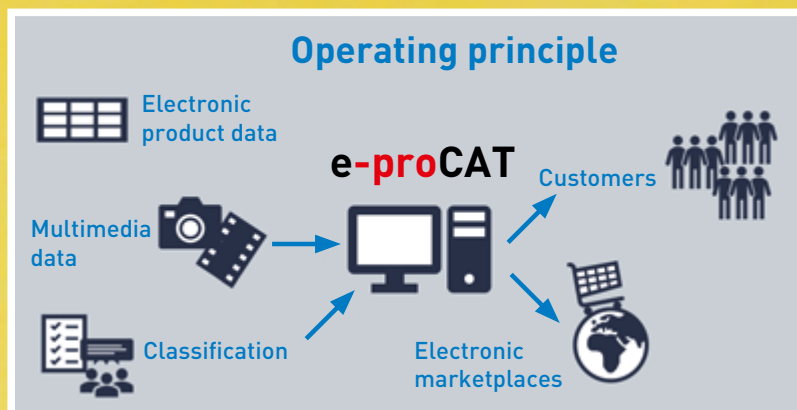 Operating principle
Electronic
product data
e-proCAT
Customers
Multimedia
data
Classification
Electronic
marketplaces